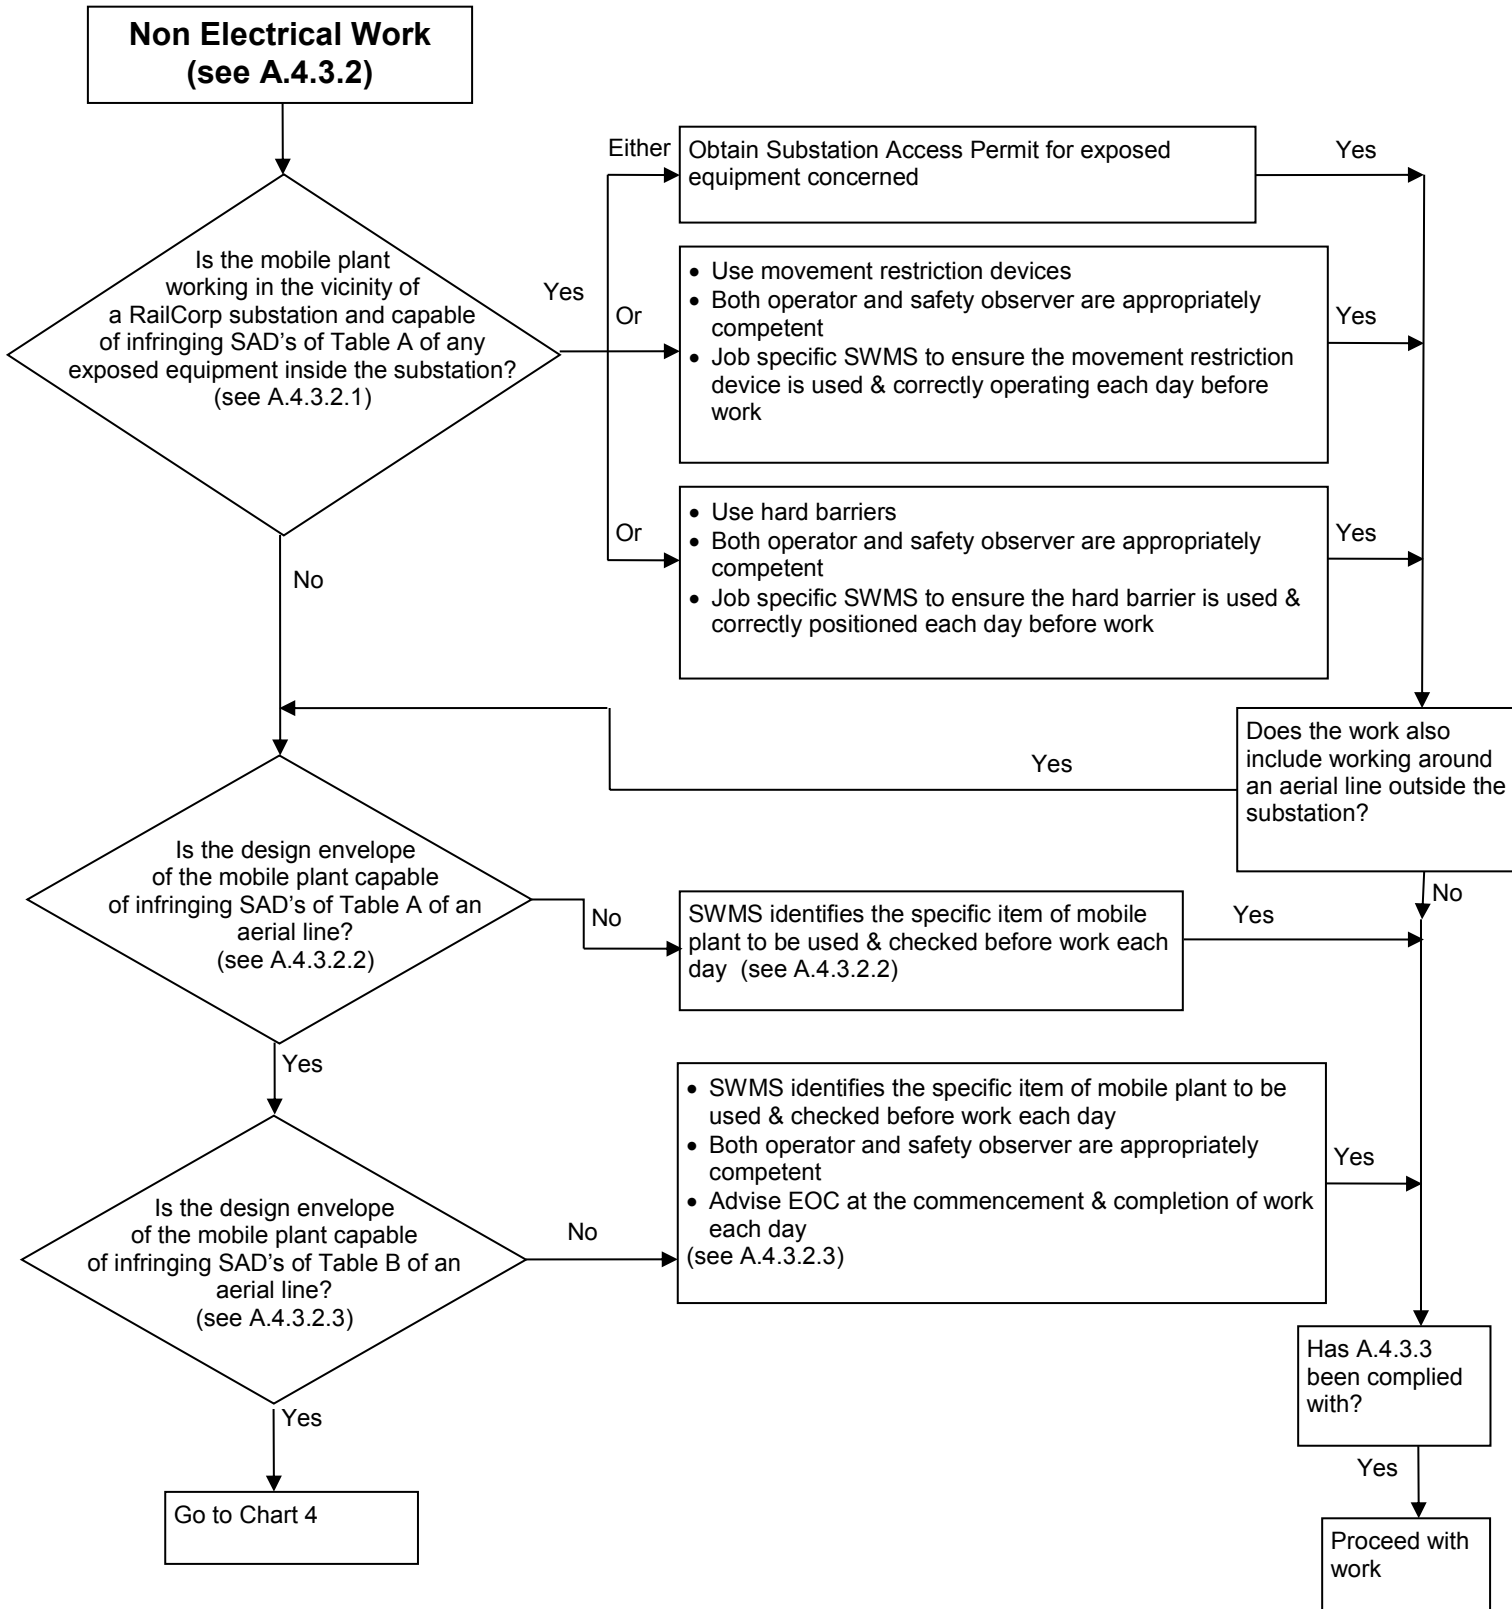 Non Electrical Work
(see A.4.3.2)
Either
Obtain Substation Access Permit for exposed
equipment concerned
Yes
Is the mobile plant
working in the vicinity of
a RailCorp substation and capable
of infringing SAD's of Table A of any
exposed equipment inside the substation?
(see A.4.3.2.1)
Yes
Or
• Use movement restriction devices
• Both operator and safety observer are appropriately
competent
• Job specific SWMS to ensure the movement restriction
device is used & correctly operating each day before
work
Yes
Or
• Use hard barriers
• Both operator and safety observer are appropriately
competent
• Job specific SWMS to ensure the hard barrier is used &
correctly positioned each day before work
Yes
No
Does the work also
include working around
an aerial line outside the
substation?
Yes
No
Is the design envelope
of the mobile plant capable
of infringing SAD's of Table A of an
aerial line?
(see A.4.3.2.2)
No
SWMS identifies the specific item of mobile
plant to be used & checked before work each
day (see A.4.3.2.2)
Yes
Yes
Is the design envelope
of the mobile plant capable
of infringing SAD's of Table B of an
aerial line?
(see A.4.3.2.3)
No
• SWMS identifies the specific item of mobile plant to be
used & checked before work each day
• Both operator and safety observer are appropriately
competent
• Advise EOC at the commencement & completion of work
each day
(see A.4.3.2.3)
Yes
Has A.4.3.3
been complied
with?
Yes
Go to Chart 4
Yes
Proceed with
work